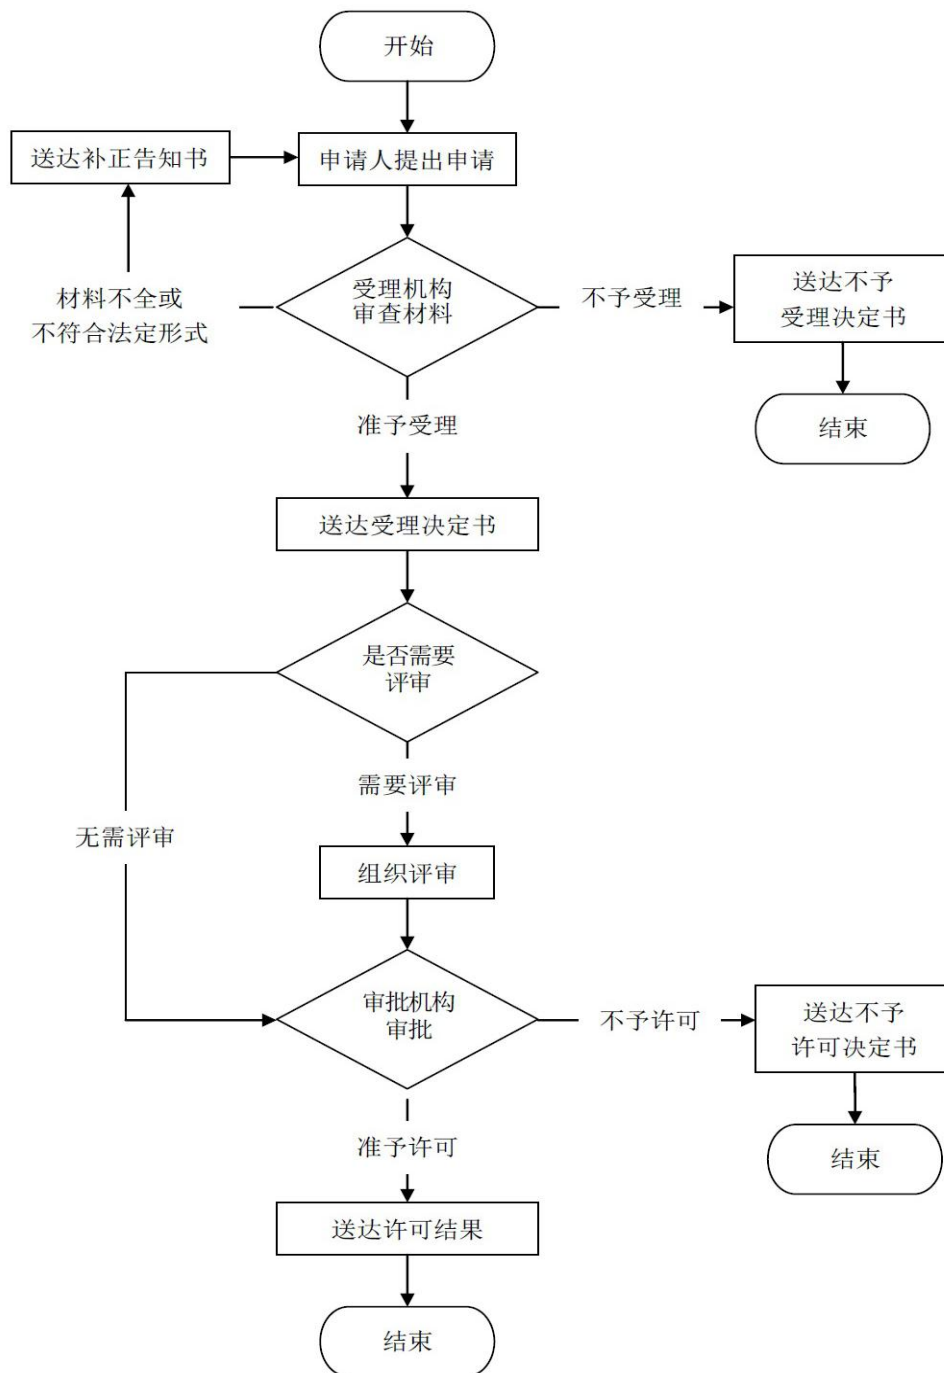 开始
送达补正告知书
申请人提出申请
材料不全或
不符合法定形式
受理机构
审查材料
不予受理
送达不予
受理决定书
结束
准予受理
送达受理决定书
是否需要
评审
需要评审
无需评审
组织评审
审批机构
审批
不予许可
送达不予
许可决定书
结束
准予许可
送达许可结果
结束